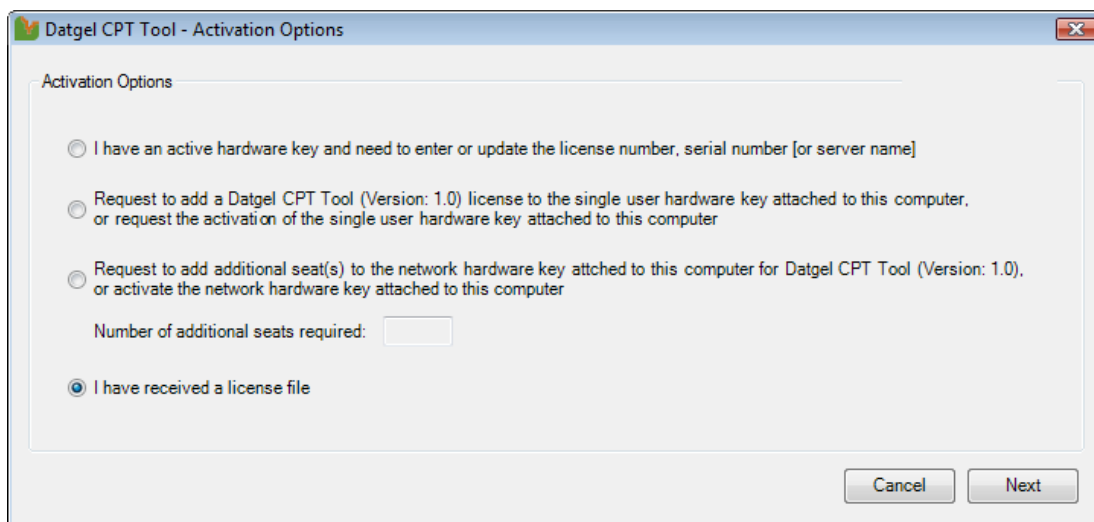 Datgel CPT Tool - Activation Options
Activation Options
I have an active hardware key and need to enter or update the license number, serial number [or server name]
Request to add a Datgel CPT Tool (Version: 1.0) license to the single user hardware key attached to this computer,
or request the activation of the single user hardware key attached to this computer
Request to add additional seat(s) to the network hardware key attched to this computer for Datgel CPT Tool (Version: 1.0),
or activate the network hardware key attached to this computer
Number of additional seats required:
I have received a license file
Cancel Next